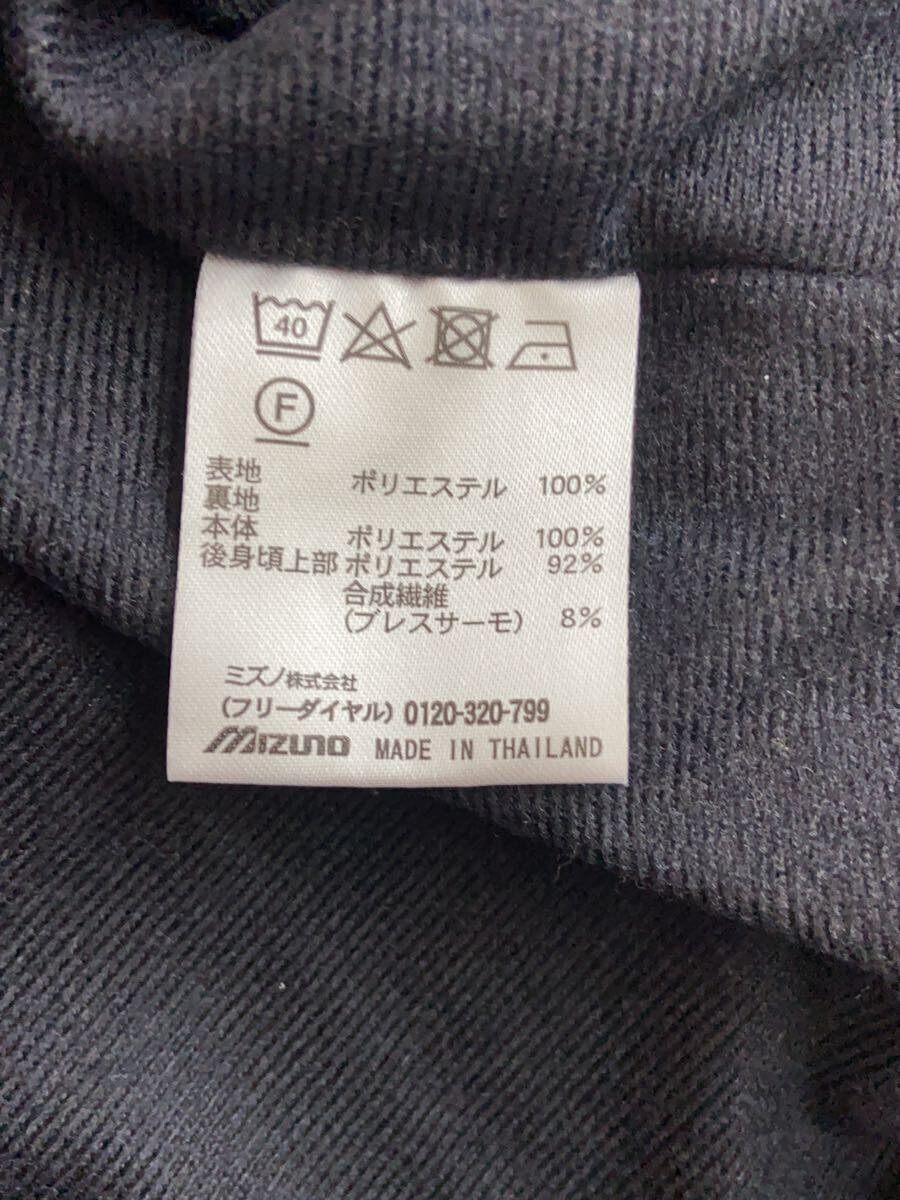 40
F
表地 ポリエステル 100%
裏地
本体 ポリエステル 100%
後身頃上部 ポリエステル 92%
合成繊維
(ブレスサーモ) 8%
ミズノ株式会社
(フリーダイヤル) 0120-320-799
MIZUNO MADE IN THAILAND